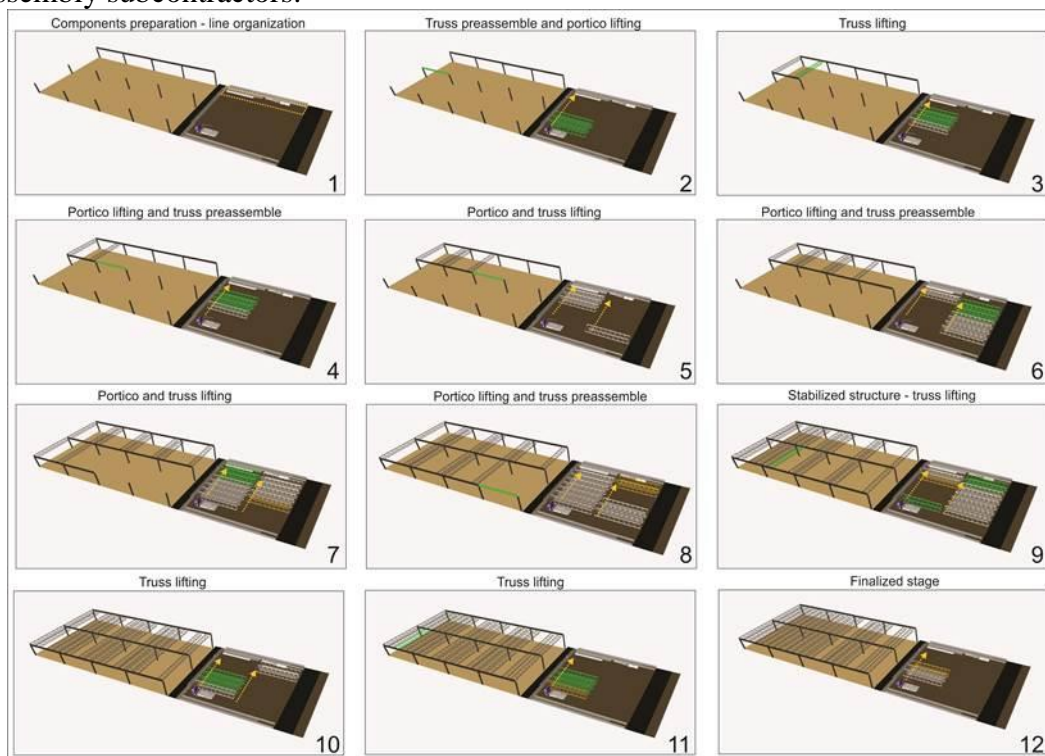 ssembly subcontractors.
Components preparation - line organization
1
Truss preassemble and portico lifting
2
Truss lifting
3
Portico lifting and truss preassemble
4
Portico and truss lifting
5
Portico lifting and truss preassemble
6
Portico and truss lifting
7
Portico lifting and truss preassemble
8
Stabilized structure - truss lifting
9
Truss lifting
10
Truss lifting
11
Finalized stage
12